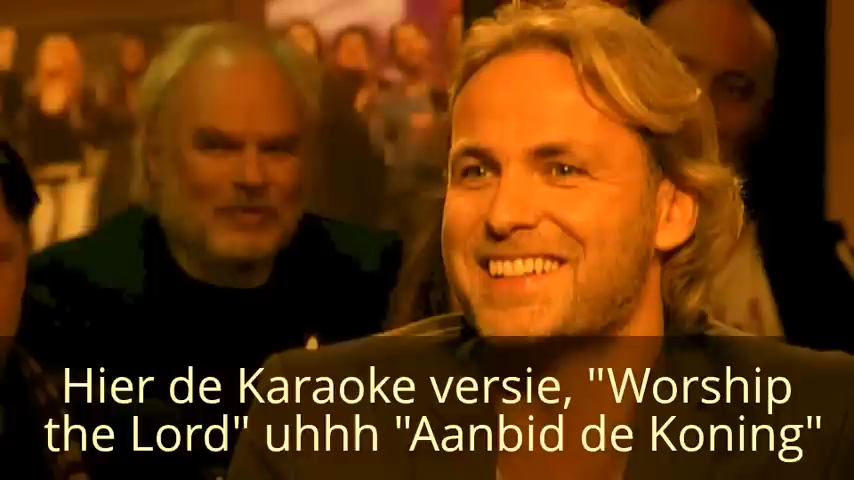 Hier de Karaoke versie, "Worship
the Lord" uhhh "Aanbid de Koning"